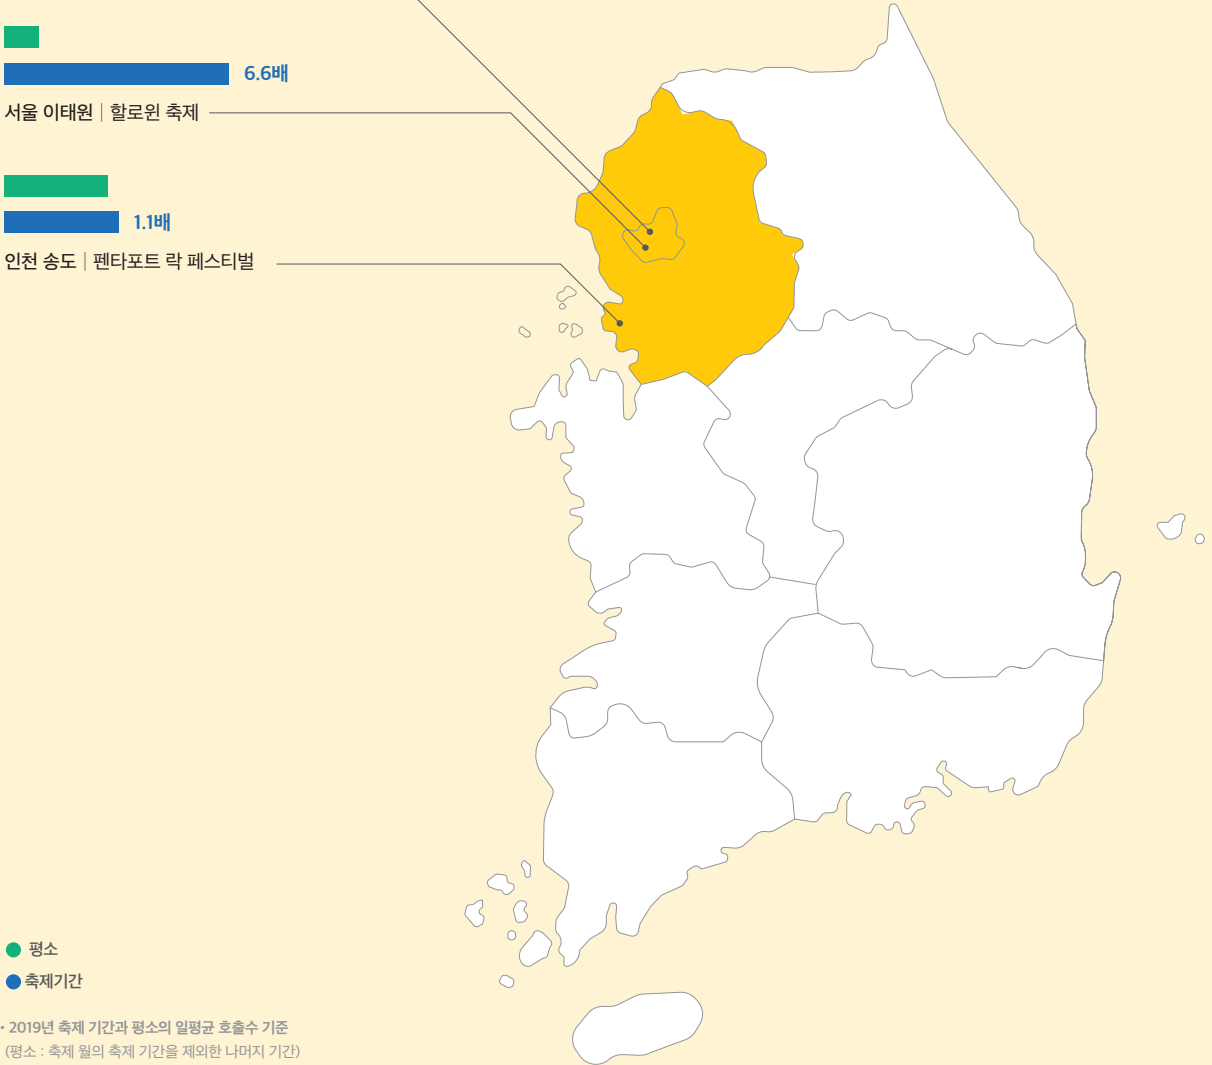 6.6배
서울 이태원 | 할로윈 축제
1.1배
인천 송도 | 펜타포트 락 페스티벌
평소
축제기간
• 2019년 축제 기간과 평소의 일평균 호출수 기준
(평소 : 축제 월의 축제 기간을 제외한 나머지 기간)